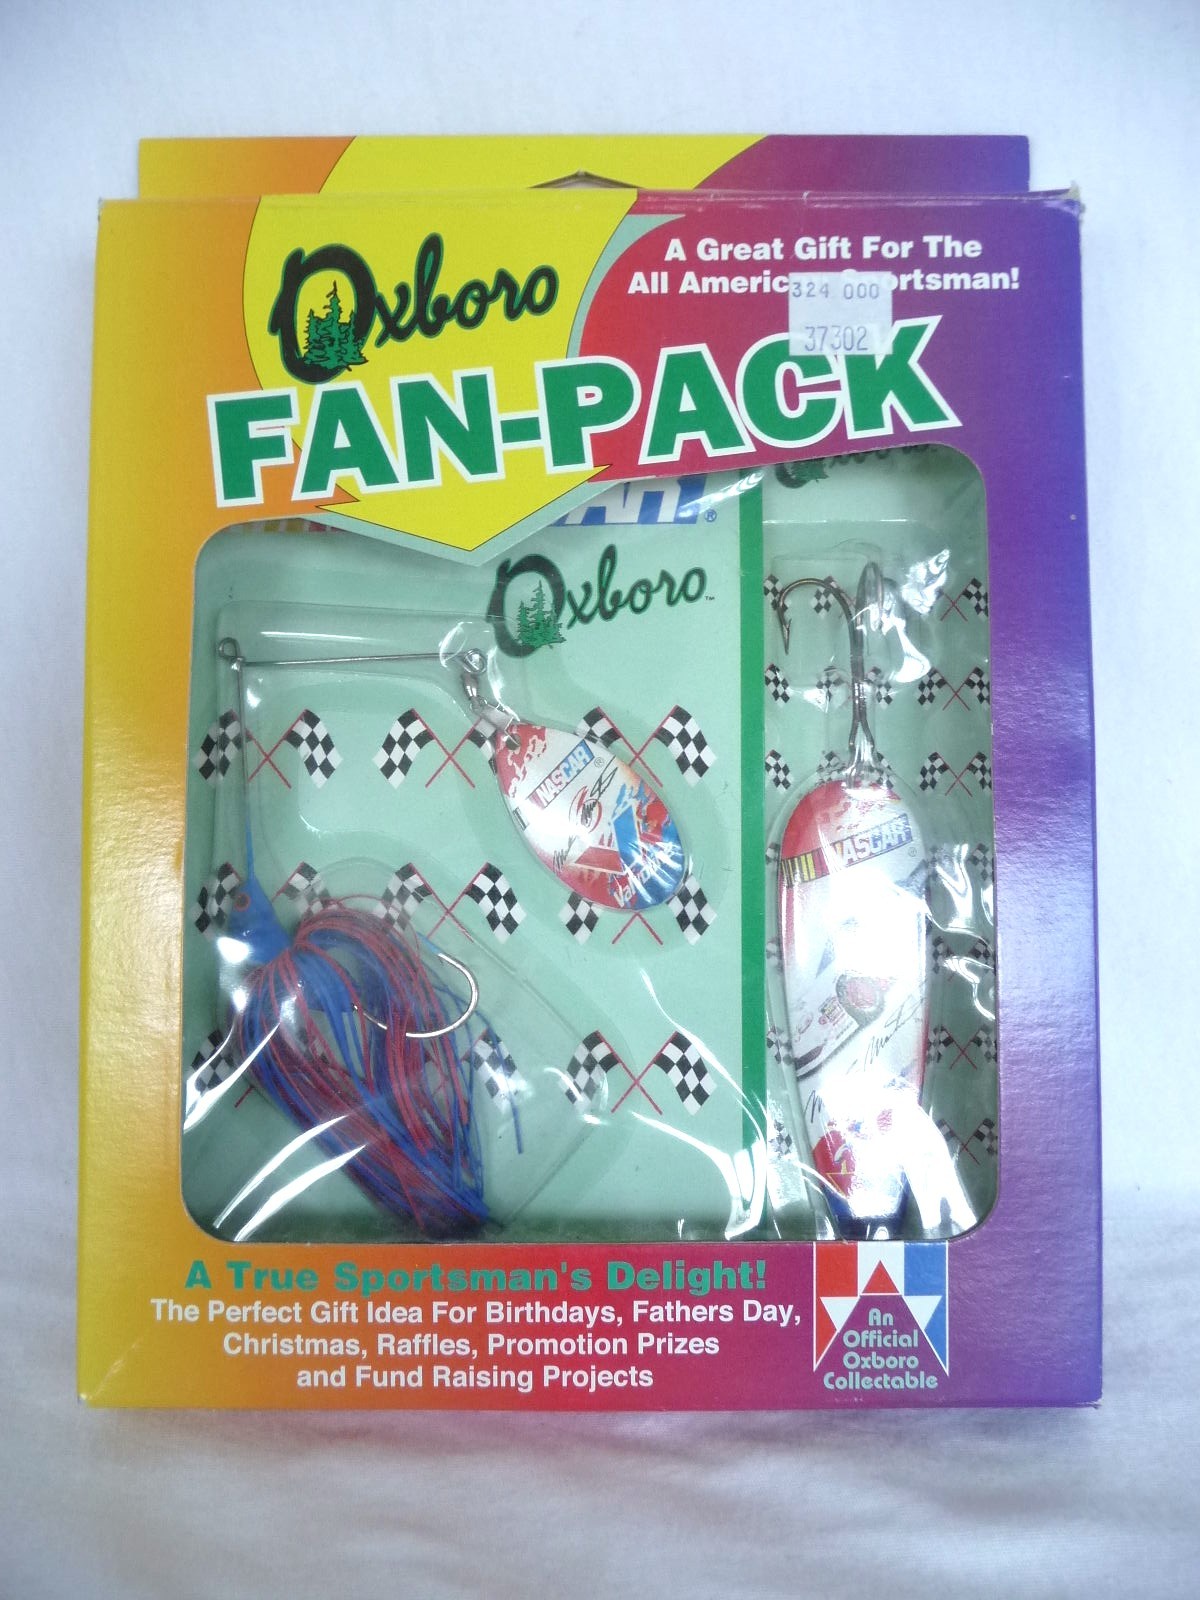 Oxboro
A Great Gift For The
All Americ ortsman!
324 000
37302
FAN-PACK
Oxboro
®
Oxboro™
NASCAR®
Valvoline
NASCAR®
A True Sportsman's Delight!
The Perfect Gift Idea For Birthdays, Fathers Day,
Christmas, Raffles, Promotion Prizes
and Fund Raising Projects
An
Official
Oxboro
Collectable